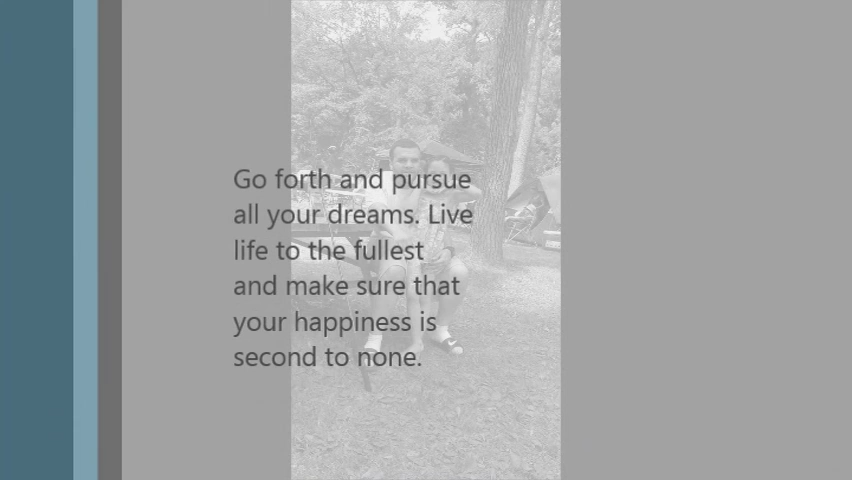 Go forth and pursue
all your dreams. Live
life to the fullest
and make sure that
your happiness is
second to none.